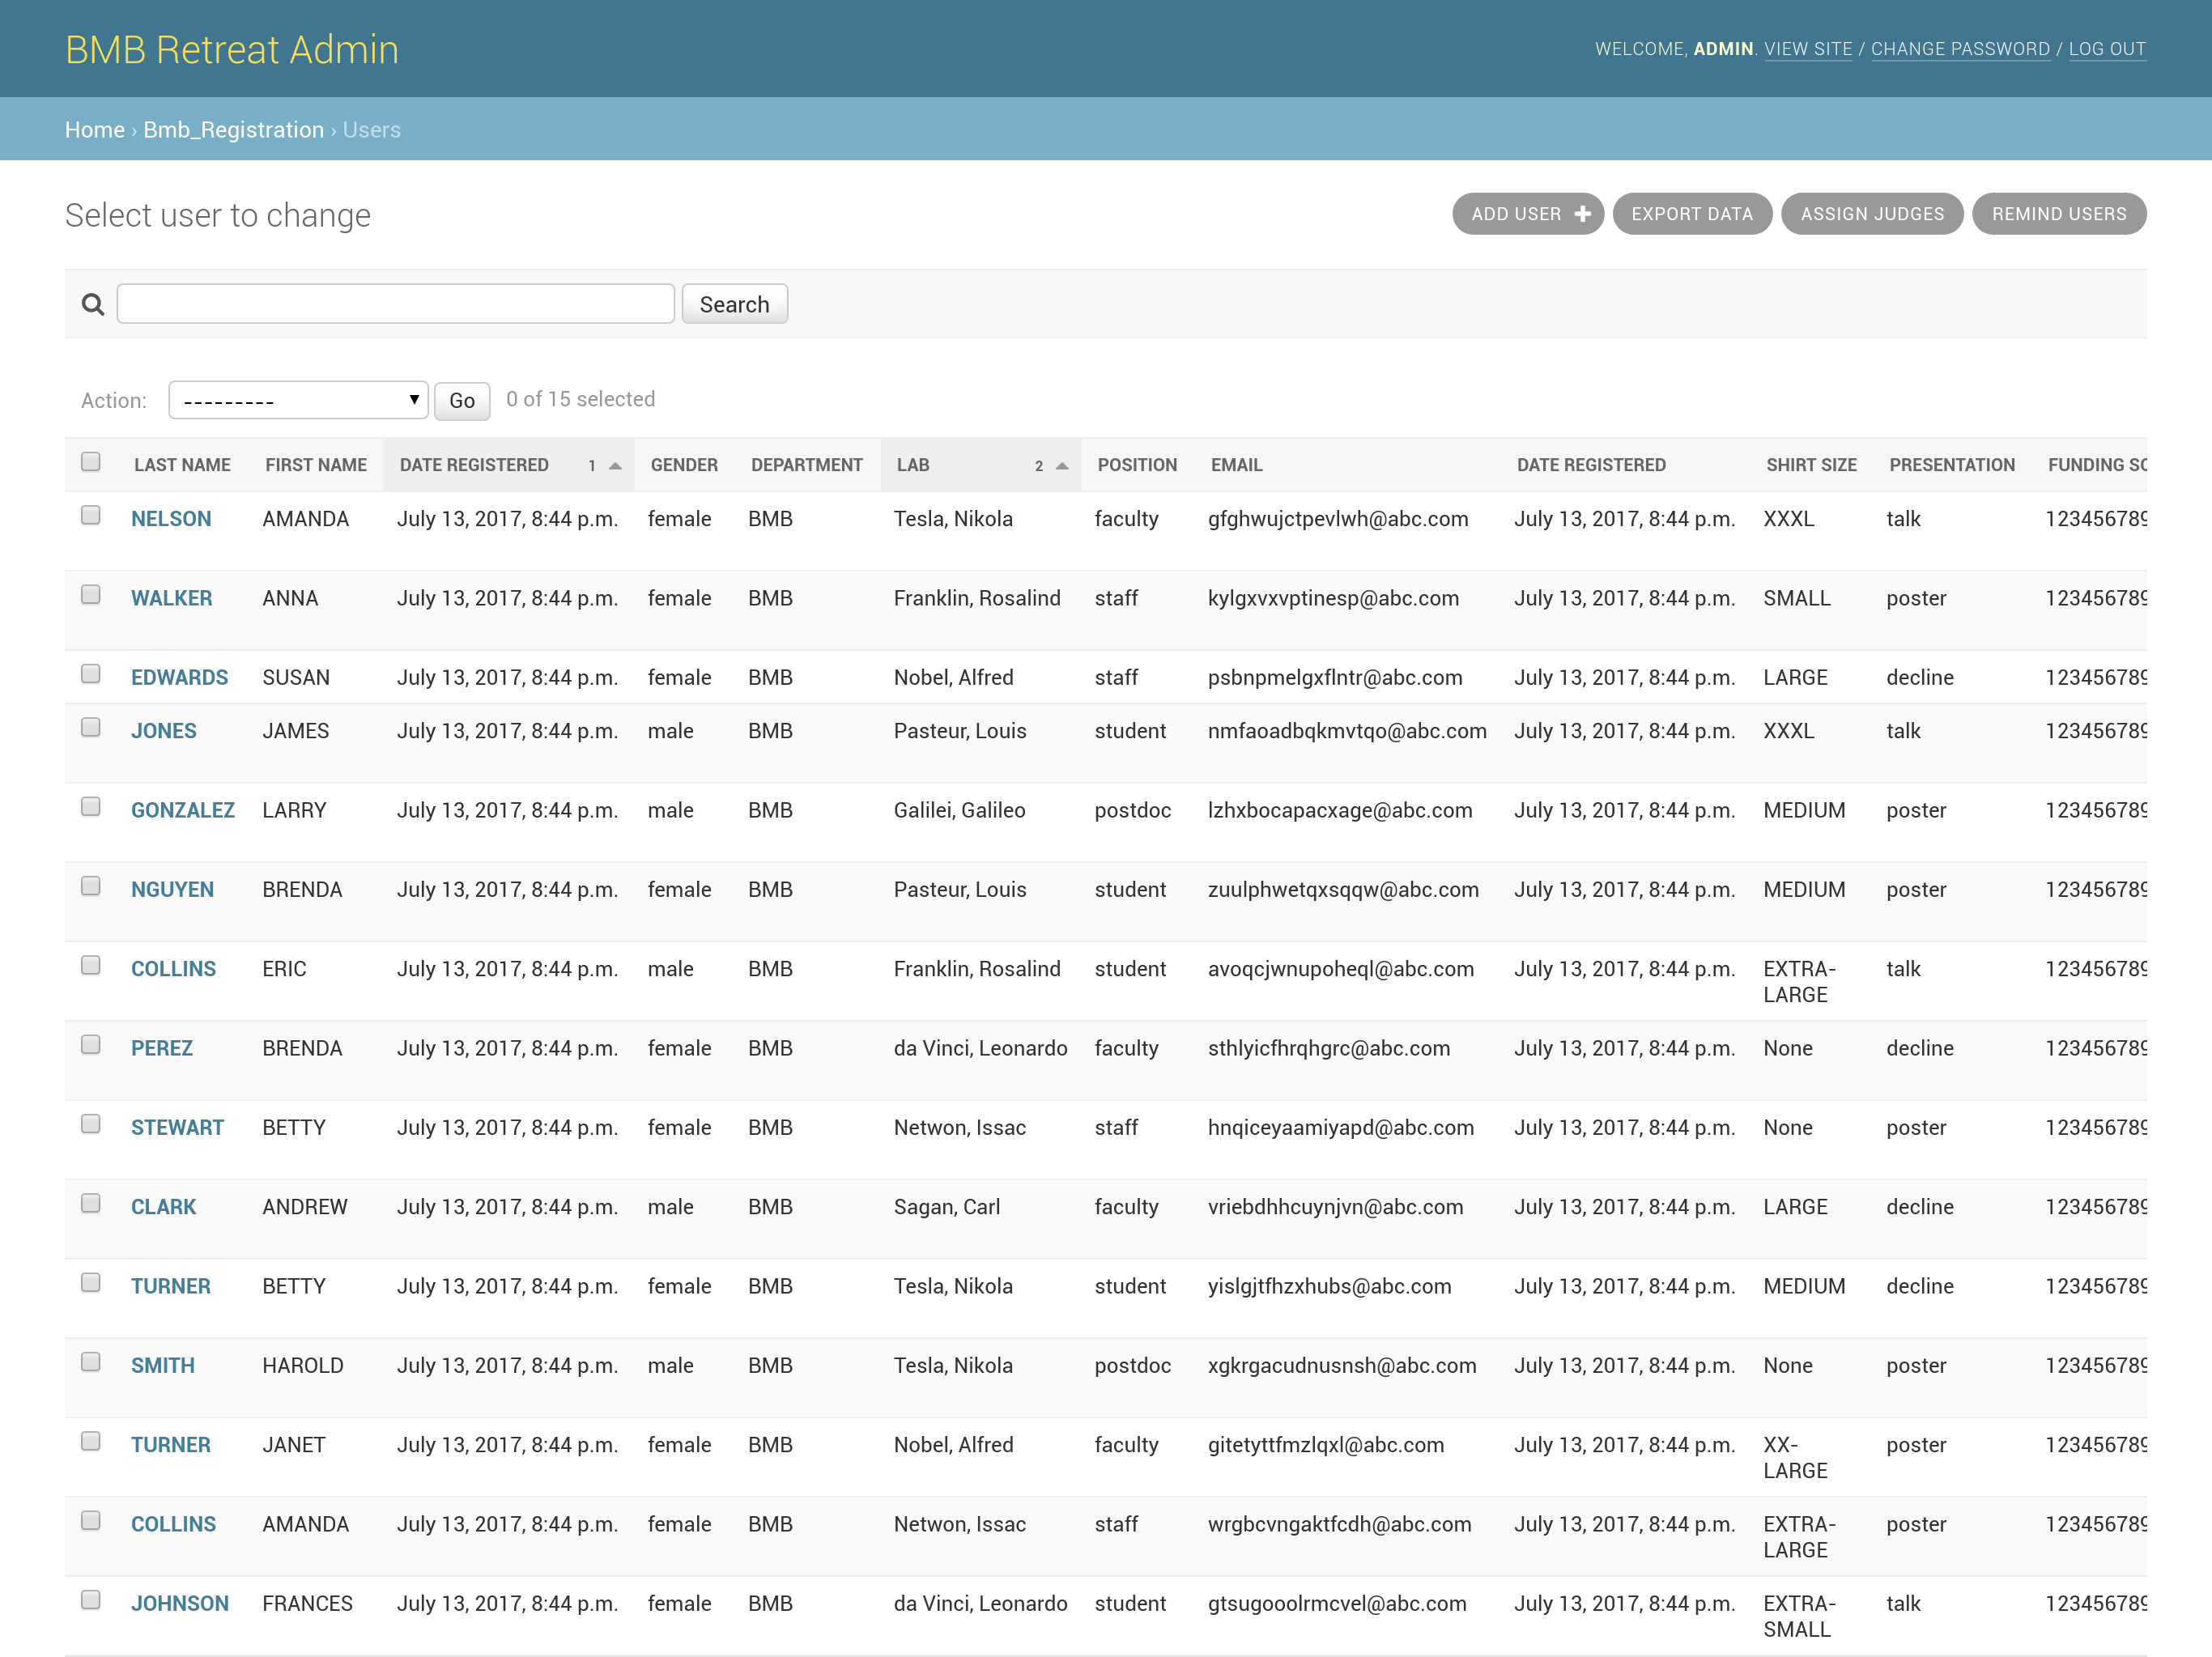 BMB Retreat Admin
WELCOME, ADMIN. VIEW SITE / CHANGE PASSWORD / LOG OUT
Home › Bmb_Registration › Users
Select user to change
ADD USER + EXPORT DATA ASSIGN JUDGES REMIND USERS
Search
Action: --------- Go 0 of 15 selected
LAST NAME FIRST NAME DATE REGISTERED 1 GENDER DEPARTMENT LAB 2 POSITION EMAIL DATE REGISTERED SHIRT SIZE PRESENTATION FUNDING SC
NELSON AMANDA July 13, 2017, 8:44 p.m. female BMB Tesla, Nikola faculty gfghwujctpevlwh@abc.com July 13, 2017, 8:44 p.m. XXXL talk 123456789
WALKER ANNA July 13, 2017, 8:44 p.m. female BMB Franklin, Rosalind staff kylgxvxvptinesp@abc.com July 13, 2017, 8:44 p.m. SMALL poster 123456789
EDWARDS SUSAN July 13, 2017, 8:44 p.m. female BMB Nobel, Alfred staff psbnpmelgxflntr@abc.com July 13, 2017, 8:44 p.m. LARGE decline 123456789
JONES JAMES July 13, 2017, 8:44 p.m. male BMB Pasteur, Louis student nmfaoadbqkmvtqo@abc.com July 13, 2017, 8:44 p.m. XXXL talk 123456789
GONZALEZ LARRY July 13, 2017, 8:44 p.m. male BMB Galilei, Galileo postdoc lzhxbocapacxage@abc.com July 13, 2017, 8:44 p.m. MEDIUM poster 123456789
NGUYEN BRENDA July 13, 2017, 8:44 p.m. female BMB Pasteur, Louis student zuulphwetqxsqqw@abc.com July 13, 2017, 8:44 p.m. MEDIUM poster 123456789
COLLINS ERIC July 13, 2017, 8:44 p.m. male BMB Franklin, Rosalind student avoqcjwnupoheql@abc.com July 13, 2017, 8:44 p.m. EXTRA- talk 123456789
LARGE
PEREZ BRENDA July 13, 2017, 8:44 p.m. female BMB da Vinci, Leonardo faculty sthlyicfhrqhgrc@abc.com July 13, 2017, 8:44 p.m. None decline 123456789
STEWART BETTY July 13, 2017, 8:44 p.m. female BMB Netwon, Issac staff hnqiceyaamiyapd@abc.com July 13, 2017, 8:44 p.m. None poster 123456789
CLARK ANDREW July 13, 2017, 8:44 p.m. male BMB Sagan, Carl faculty vriebdhhcuynjvn@abc.com July 13, 2017, 8:44 p.m. LARGE decline 123456789
TURNER BETTY July 13, 2017, 8:44 p.m. female BMB Tesla, Nikola student yislgjtfhzxhubs@abc.com July 13, 2017, 8:44 p.m. MEDIUM decline 123456789
SMITH HAROLD July 13, 2017, 8:44 p.m. male BMB Tesla, Nikola postdoc xgkrgacudnusnsh@abc.com July 13, 2017, 8:44 p.m. None poster 123456789
TURNER JANET July 13, 2017, 8:44 p.m. female BMB Nobel, Alfred faculty gitetyttfmzlqxl@abc.com July 13, 2017, 8:44 p.m. XX- poster 123456789
LARGE
COLLINS AMANDA July 13, 2017, 8:44 p.m. female BMB Netwon, Issac staff wrgbcvngaktfcdh@abc.com July 13, 2017, 8:44 p.m. EXTRA- poster 123456789
LARGE
JOHNSON FRANCES July 13, 2017, 8:44 p.m. female BMB da Vinci, Leonardo student gtsugooolrmcvel@abc.com July 13, 2017, 8:44 p.m. EXTRA- talk 123456789
SMALL